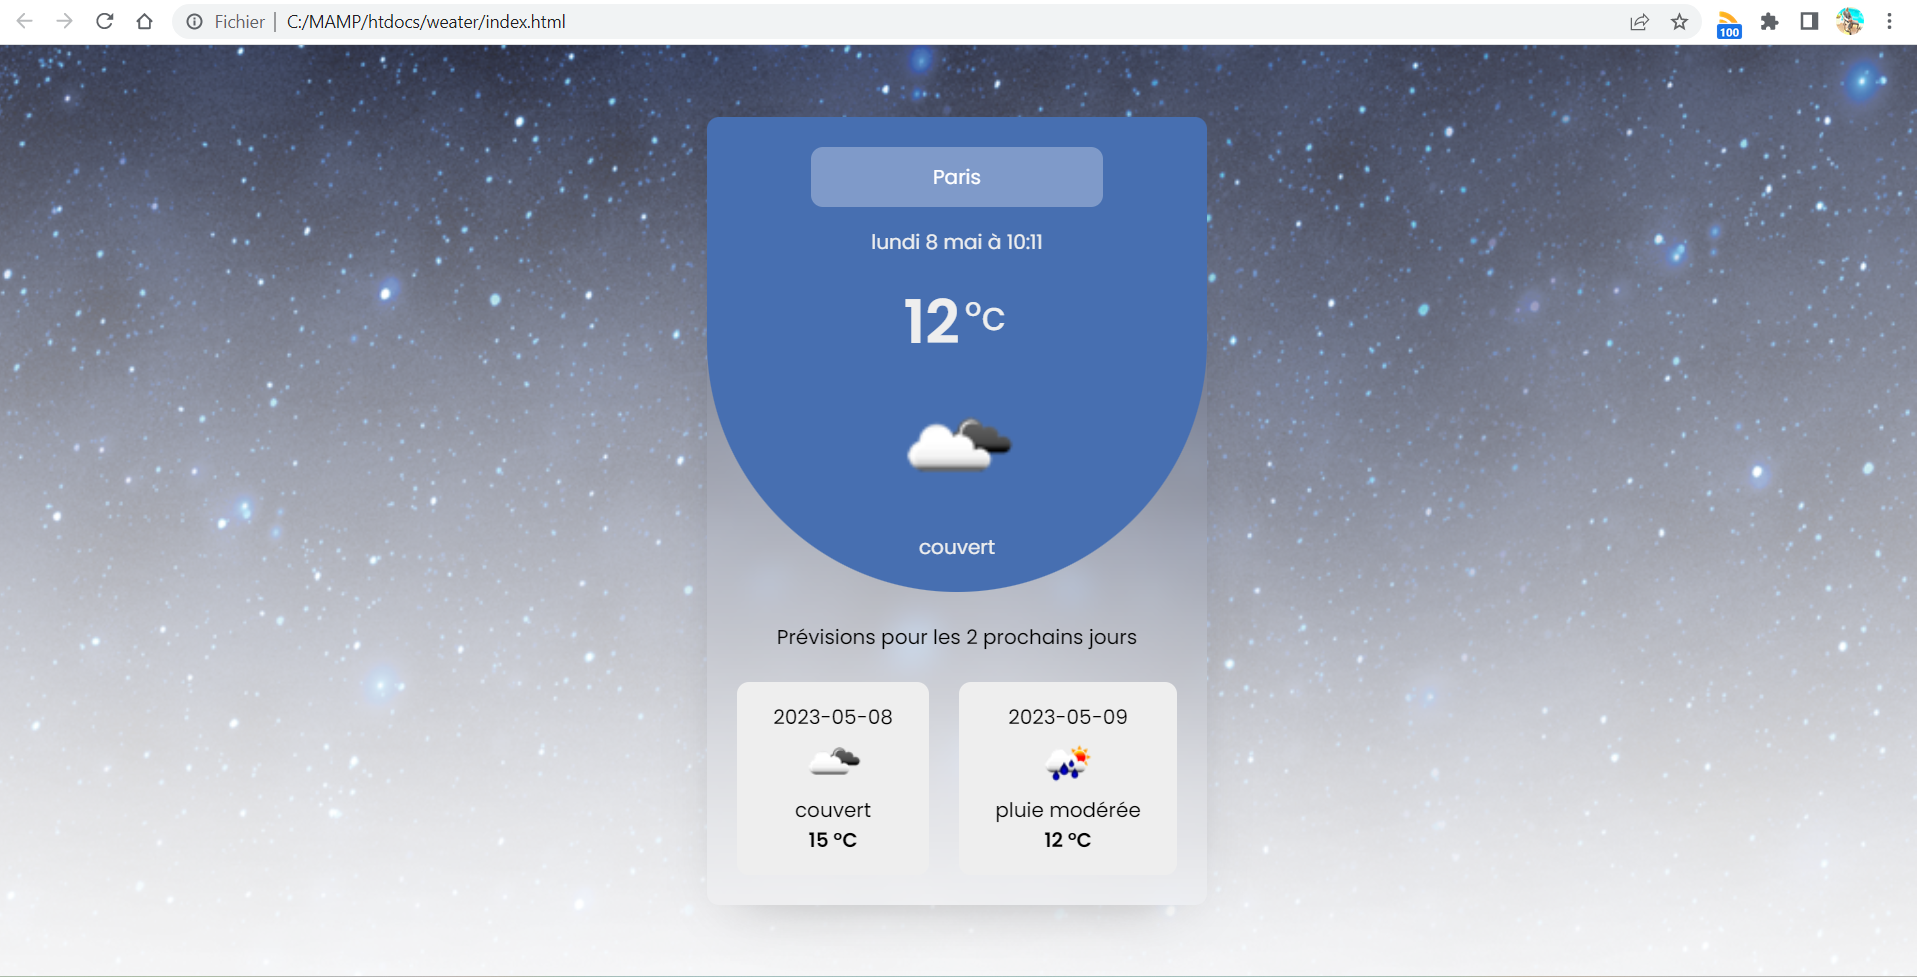 Fichier | C:/MAMP/htdocs/weater/index.html
100
Paris
lundi 8 mai à 10:11
12 °C
couvert
Prévisions pour les 2 prochains jours
2023-05-08
couvert
15 °C
2023-05-09
pluie modérée
12 °C